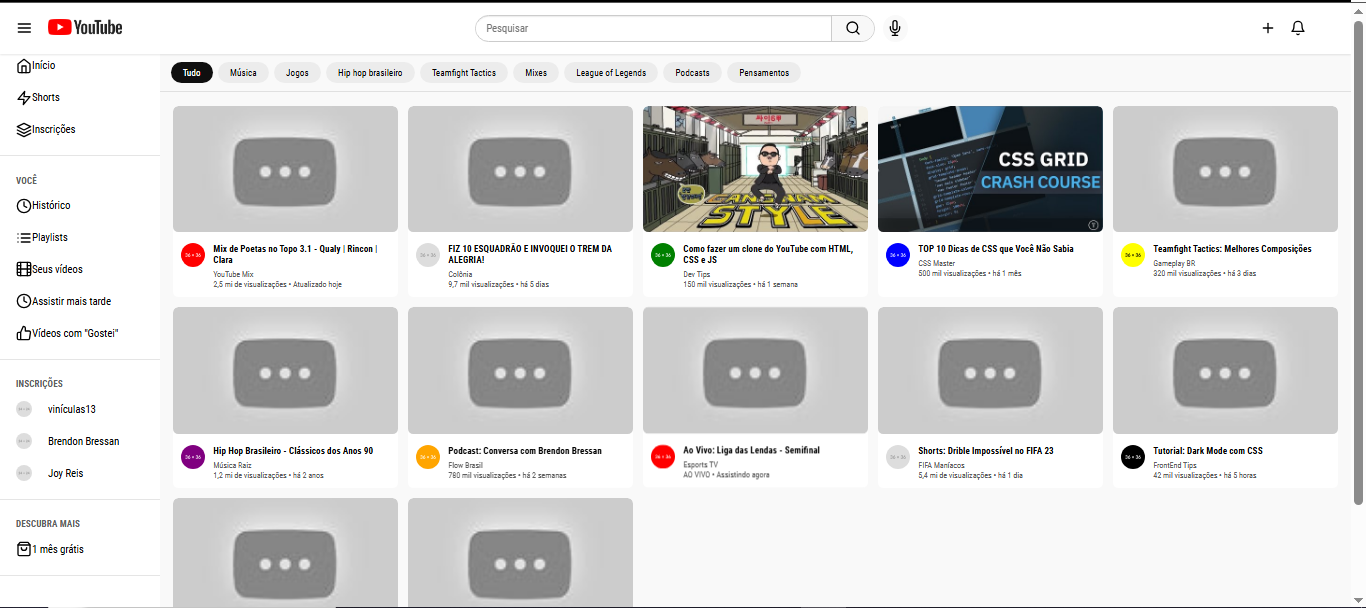 YouTube
Pesquisar
Início
Shorts
Inscrições
VOCÊ
Histórico
Playlists
Seus vídeos
Assistir mais tarde
Vídeos com "Gostei"
INSCRIÇÕES
vinículas13
Brendon Bressan
Joy Reis
DESCUBRA MAIS
1 mês grátis
Tudo
Música
Jogos
Hip hop brasileiro
Teamfight Tactics
Mixes
League of Legends
Podcasts
Pensamentos
36 × 36
Mix de Poetas no Topo 3.1 - Qualy | Rincon |
Clara
YouTube Mix
2,5 mi de visualizações • Atualizado hoje
36 × 36
FIZ 10 ESQUADRÃO E INVOQUEI O TREM DA
ALEGRIA!
Colônia
9,7 mil visualizações • há 5 dias
싸이6甲
GANGNAM
STYLE
36 × 36
Como fazer um clone do YouTube com HTML,
CSS e JS
Dev Tips
150 mil visualizações • há 1 semana
CSS GRID
CRASH COURSE
36 × 36
TOP 10 Dicas de CSS que Você Não Sabia
CSS Master
500 mil visualizações • há 1 mês
36 × 36
Teamfight Tactics: Melhores Composições
Gameplay BR
320 mil visualizações • há 3 dias
36 × 36
Hip Hop Brasileiro - Clássicos dos Anos 90
Música Raiz
1,2 mi de visualizações • há 2 anos
36 × 36
Podcast: Conversa com Brendon Bressan
Flow Brasil
780 mil visualizações • há 2 semanas
36 × 36
Ao Vivo: Liga das Lendas - Semifinal
Esports TV
AO VIVO • Assistindo agora
36 × 36
Shorts: Drible Impossível no FIFA 23
FIFA Maníacos
5,4 mi de visualizações • há 1 dia
36 × 36
Tutorial: Dark Mode com CSS
FrontEnd Tips
42 mil visualizações • há 5 horas